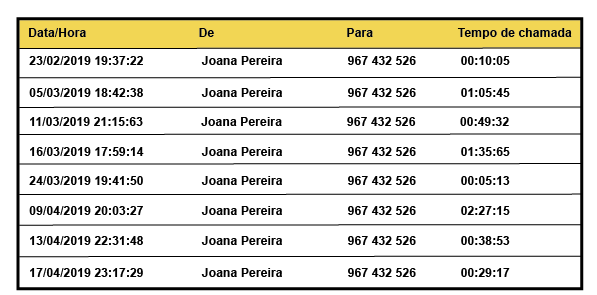 Data/Hora De Para Tempo de chamada
23/02/2019 19:37:22 Joana Pereira 967 432 526 00:10:05
05/03/2019 18:42:38 Joana Pereira 967 432 526 01:05:45
11/03/2019 21:15:63 Joana Pereira 967 432 526 00:49:32
16/03/2019 17:59:14 Joana Pereira 967 432 526 01:35:65
24/03/2019 19:41:50 Joana Pereira 967 432 526 00:05:13
09/04/2019 20:03:27 Joana Pereira 967 432 526 02:27:15
13/04/2019 22:31:48 Joana Pereira 967 432 526 00:38:53
17/04/2019 23:17:29 Joana Pereira 967 432 526 00:29:17